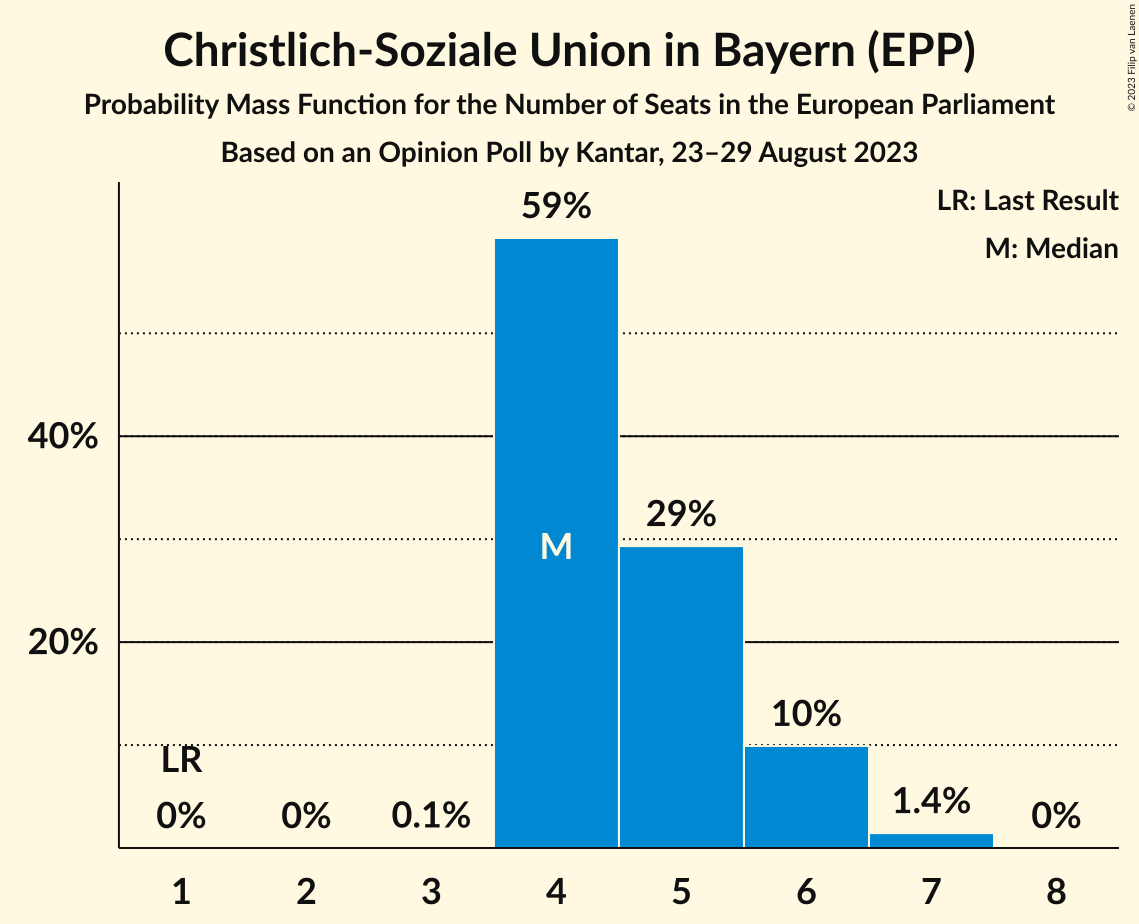 Christlich-Soziale Union in Bayern (EPP)
Probability Mass Function for the Number of Seats in the European Parliament
Based on an Opinion Poll by Kantar, 23–29 August 2023
© 2023 Filip van Laenen
LR: Last Result
M: Median
59%
40%
29%
M
20%
10%
LR
0%
0%
0.1%
1.4%
0%
1
2
3
4
5
6
7
8